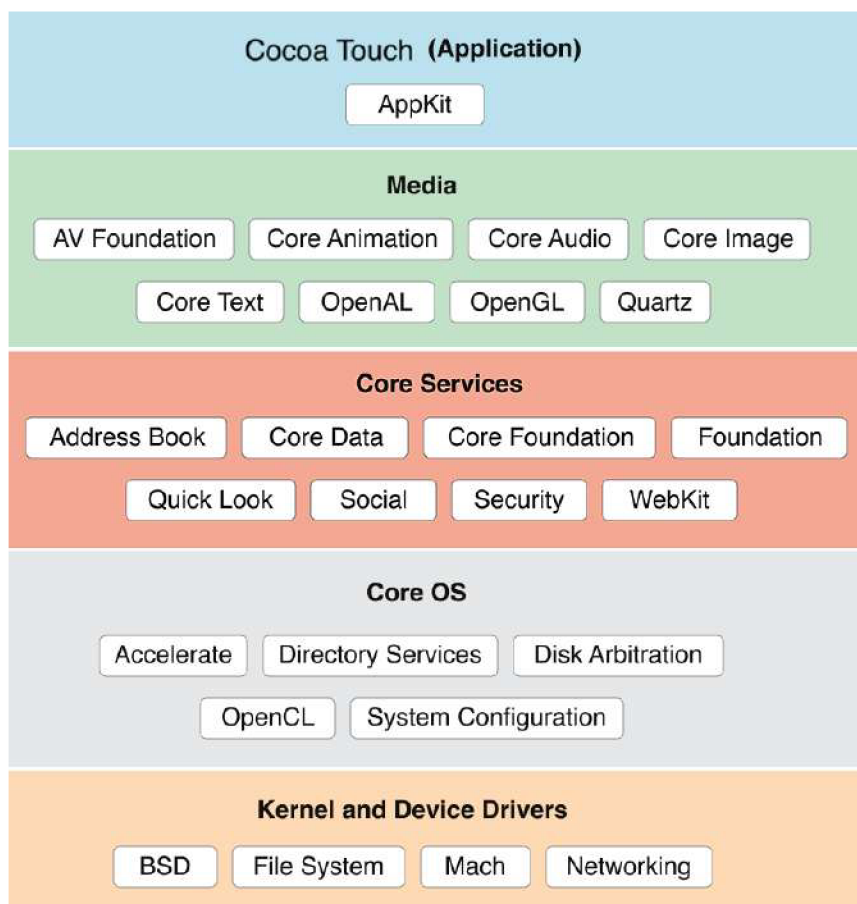 Cocoa Touch (Application)
AppKit
Media
AV Foundation Core Animation Core Audio Core Image
Core Text OpenAL OpenGL Quartz
Core Services
Address Book Core Data Core Foundation Foundation
Quick Look Social Security WebKit
Core OS
Accelerate Directory Services Disk Arbitration
OpenCL System Configuration
Kernel and Device Drivers
BSD File System Mach Networking